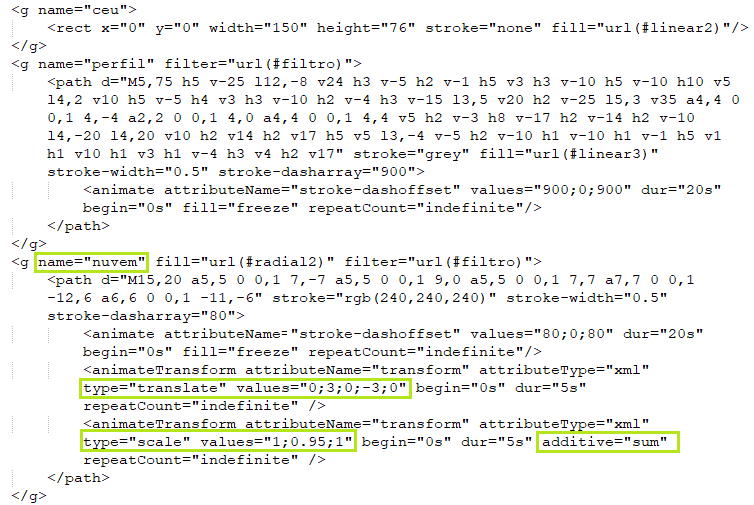 <g name="ceu">
<rect x="0" y="0" width="150" height="76" stroke="none" fill="url(#linear2)"/>
</g>
<g name="perfil" filter="url(#filtro)">
<path d="M5,75 h5 v-25 l12,-8 v24 h3 v-5 h2 v-1 h5 v3 h3 v-10 h5 v-10 h10 v5
l4,2 v10 h5 v-5 h4 v3 h3 v-10 h2 v-4 h3 v-15 l3,5 v20 h2 v-25 l5,3 v35 a4,4 0
0,1 4,-4 a2,2 0 0,1 4,0 a4,4 0 0,1 4,4 v5 h2 v-3 h8 v-17 h2 v-14 h2 v-10
l4,-20 l4,20 v10 h2 v14 h2 v17 h5 v5 l3,-4 v-5 h2 v-10 h1 v-10 h1 v-1 h5 v1
h1 v10 h1 v3 h1 v-4 h3 v4 h2 v17" stroke="grey" fill="url(#linear3)"
stroke-width="0.5" stroke-dasharray="900">
<animate attributeName="stroke-dashoffset" values="900;0;900" dur="20s"
begin="0s" fill="freeze" repeatCount="indefinite"/>
</path>
</g>
<g name="nuvem" fill="url(#radial2)" filter="url(#filtro)">
<path d="M15,20 a5,5 0 0,1 7,-7 a5,5 0 0,1 9,0 a5,5 0 0,1 7,7 a7,7 0 0,1
-12,6 a6,6 0 0,1 -11,-6" stroke="rgb(240,240,240)" stroke-width="0.5"
stroke-dasharray="80">
<animate attributeName="stroke-dashoffset" values="80;0;80" dur="20s"
begin="0s" fill="freeze" repeatCount="indefinite"/>
<animateTransform attributeName="transform" attributeType="xml"
type="translate" values="0;3;0;-3;0" begin="0s" dur="5s"
repeatCount="indefinite" />
<animateTransform attributeName="transform" attributeType="xml"
type="scale" values="1;0.95;1" begin="0s" dur="5s" additive="sum"
repeatCount="indefinite" />
</path>
</g>